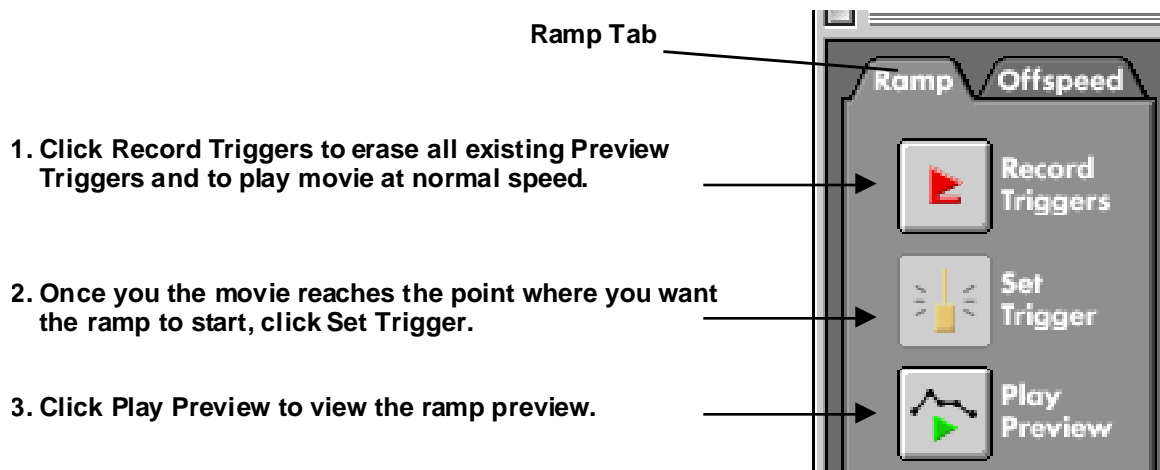 Ramp Tab
Ramp
Offspeed
1. Click Record Triggers to erase all existing Preview
Triggers and to play movie at normal speed.
Record
Triggers
2. Once you the movie reaches the point where you want
the ramp to start, click Set Trigger.
Set
Trigger
3. Click Play Preview to view the ramp preview.
Play
Preview